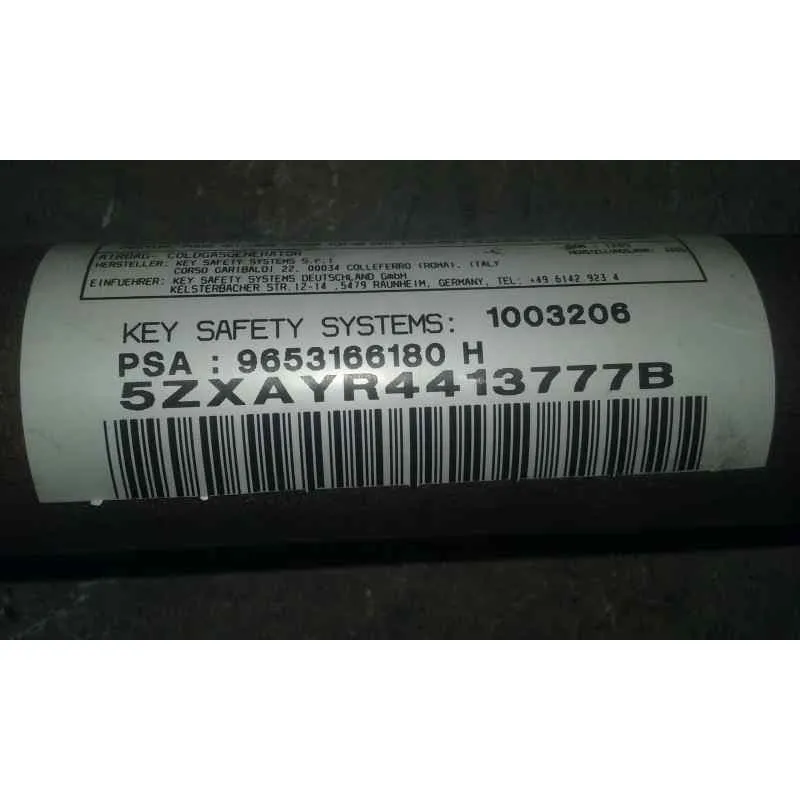 AIRBAG- COLDGASGENERATOR
HERSTELLER: KEY SAFETY SYSTEMS S.r.l
CORSO GARIBALDI 22, 00034 COLLEFERRO (ROMA), ITALY
EINFUEHRER: KEY SAFETY SYSTEMS DEUTSCHLAND GmbH
KELSTERBACHER STR.12-14 ,5479 RAUNHEIM, GERMANY, TEL: +49 6142 923 4
KEY SAFETY SYSTEMS: 1003206
PSA : 9653166180 H
5ZXAYR4413777B